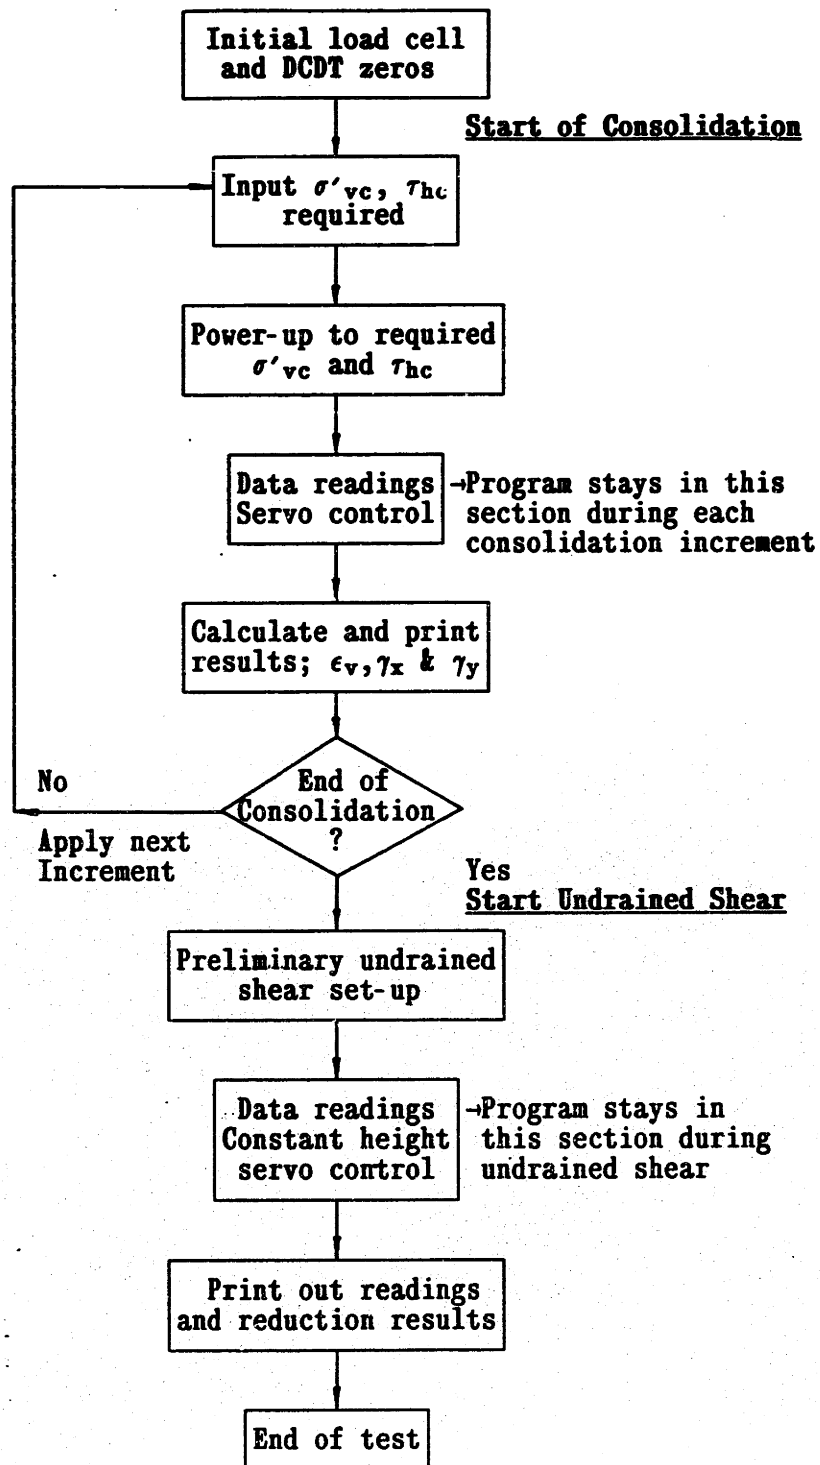 Initial load cell
and DCDT zeros
Start of Consolidation
Input σ′vc, τhc
required
Power-up to required
σ′vc and τhc
Data readings
Servo control
→Program stays in this
section during each
consolidation increment
Calculate and print
results; εv,γx & γy
End of
Consolidation
?
No
Apply next
Increment
Yes
Start Undrained Shear
Preliminary undrained
shear set-up
Data readings
Constant height
servo control
→Program stays in
this section during
undrained shear
Print out readings
and reduction results
End of test